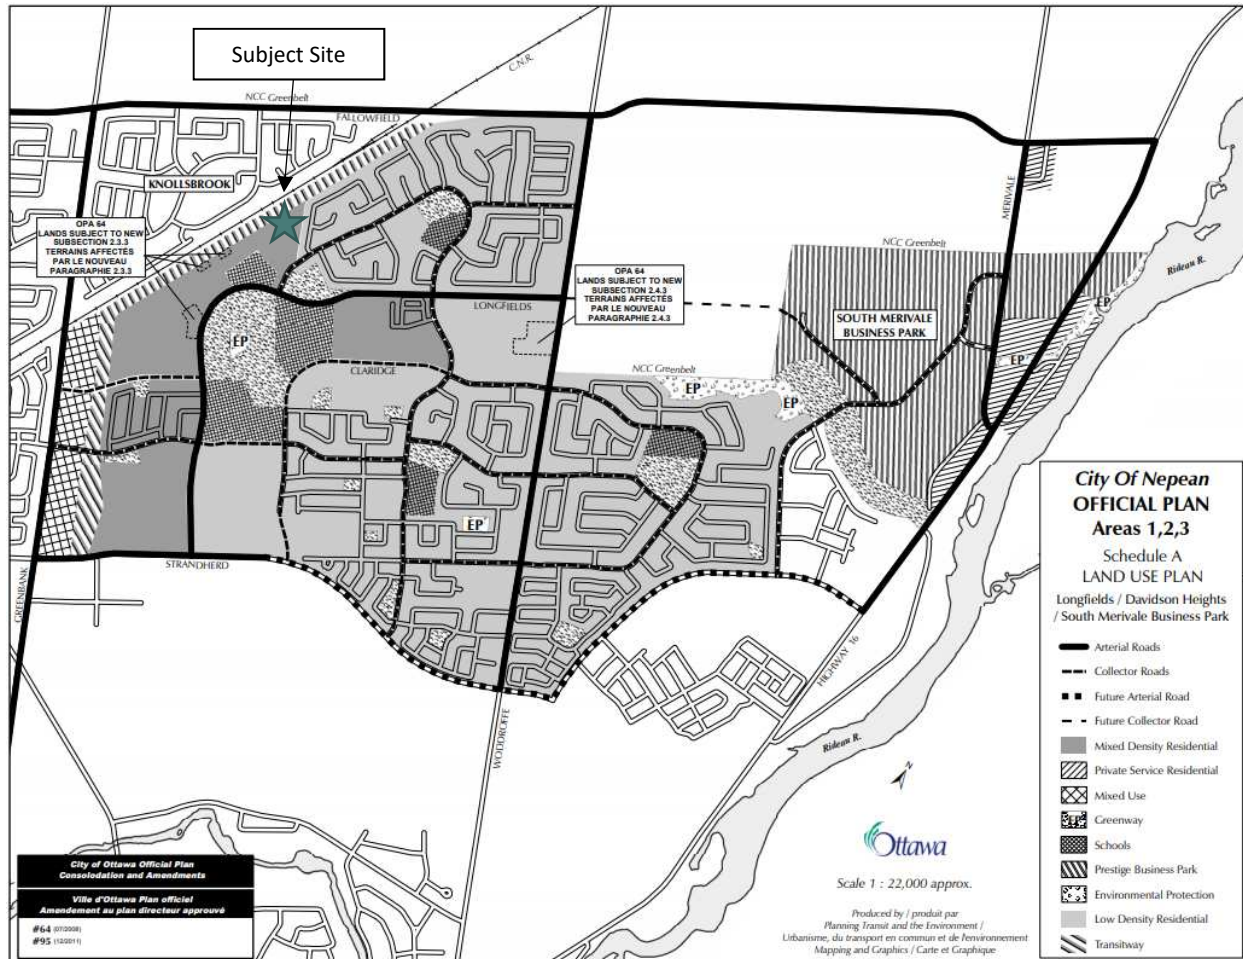 Subject Site
C.N.R
NCC Greenbelt
FALLOWFIELD
KNOLLSBROOK
MERIVALE
OPA 64
LANDS SUBJECT TO NEW
SUBSECTION 2.3.3
TERRAINS AFFECTÉS
PAR LE NOUVEAU
PARAGRAPHIE 2.3.3
NCC Greenbelt
Rideau R.
OPA 64
LANDS SUBJECT TO NEW
SUBSECTION 2.4.3
TERRAINS AFFECTÉS
PAR LE NOUVEAU
PARAGRAPHIE 2.4.3
LONGFIELDS
EP
SOUTH MERIVALE
BUSINESS PARK
EP
EP
CLARIDGE
NCC Greenbelt
EP
EP
EP
STRANDHERD
GREENBANK
WOODROFFE
HIGHWAY 16
Rideau R.
N
City Of Nepean
OFFICIAL PLAN
Areas 1,2,3
Schedule A
LAND USE PLAN
Longfields / Davidson Heights
/ South Merivale Business Park
Arterial Roads
Collector Roads
Future Arterial Road
Future Collector Road
Mixed Density Residential
Private Service Residential
Mixed Use
EP
Greenway
Schools
Prestige Business Park
Environmental Protection
Low Density Residential
Transitway
Ottawa
Scale 1 : 22,000 approx.
Produced by / produit par
Planning Transit and the Environment /
Urbanisme, du transport en commun et de l'environnement
Mapping and Graphics / Carte et Graphique
City of Ottawa Official Plan
Consolodation and Amendments
Ville d'Ottawa Plan officiel
Amendement au plan directeur approuvé
#64 (07/2008)
#95 (12/2011)